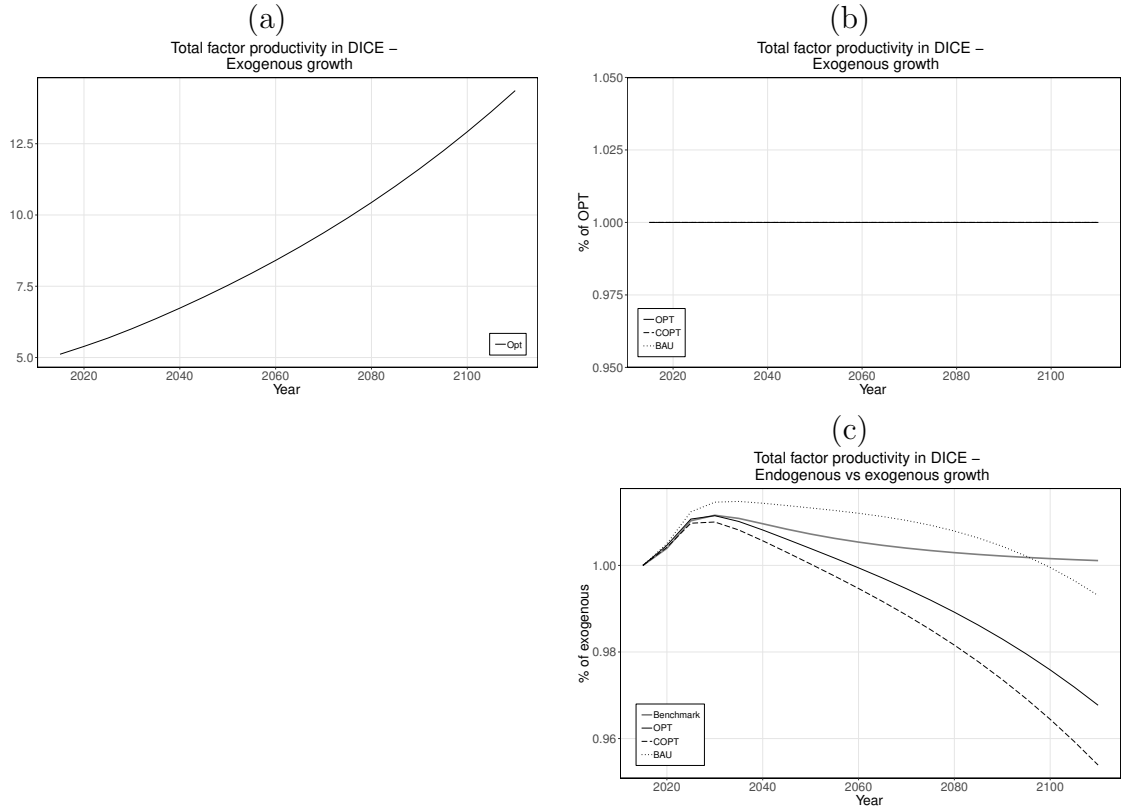 (a)
Total factor productivity in DICE –
Exogenous growth
12.5
10.0
7.5
5.0
2020 2040 2060 2080 2100
Year
Opt
(b)
Total factor productivity in DICE –
Exogenous growth
1.050
1.025
1.000
0.975
0.950
% of OPT
2020 2040 2060 2080 2100
Year
OPT
COPT
BAU
(c)
Total factor productivity in DICE –
Endogenous vs exogenous growth
1.00
0.98
0.96
% of exogenous
2020 2040 2060 2080 2100
Year
Benchmark
OPT
COPT
BAU